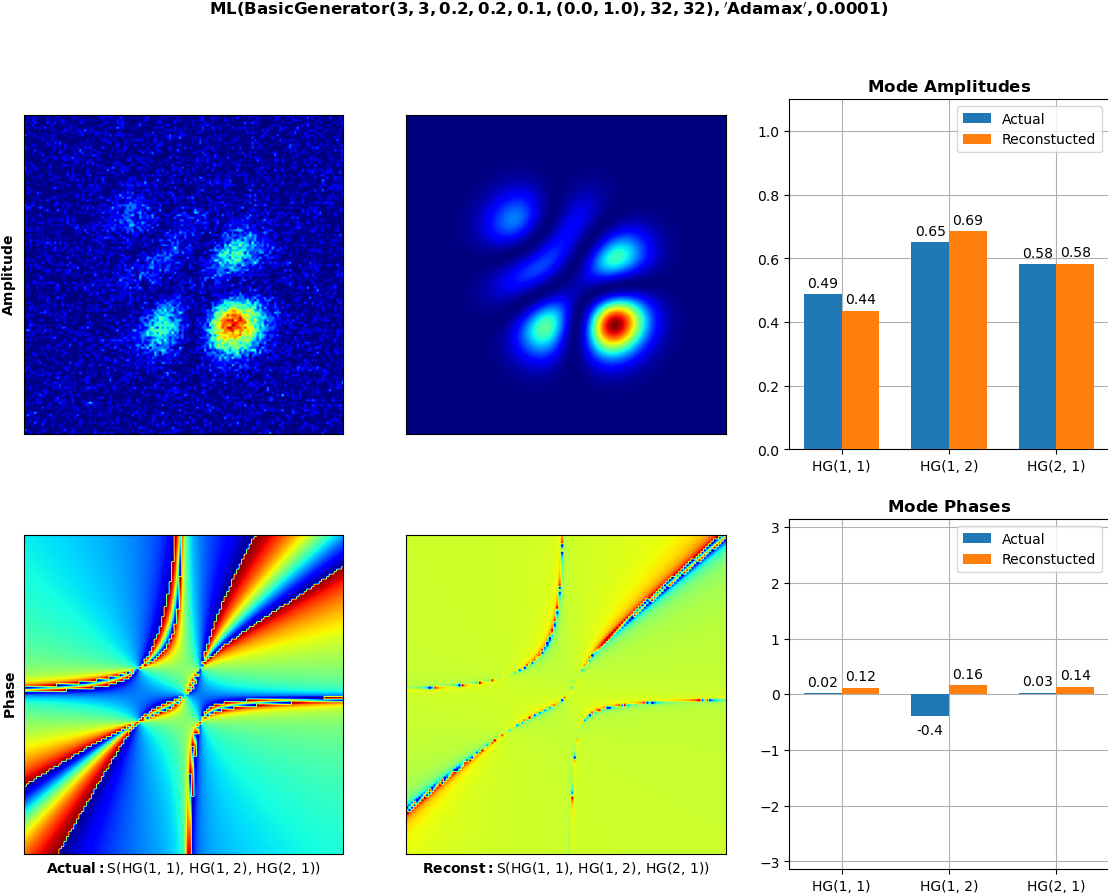 ML(BasicGenerator(3, 3, 0.2, 0.2, 0.1, (0.0, 1.0), 32, 32), 'Adamax', 0.0001)
Amplitude
Mode Amplitudes
Actual
Reconstucted
1.0
0.8
0.6
0.4
0.2
0.0
0.49
0.44
0.65
0.69
0.58
0.58
HG(1, 1)
HG(1, 2)
HG(2, 1)
Phase
Actual: S(HG(1, 1), HG(1, 2), HG(2, 1))
Reconst: S(HG(1, 1), HG(1, 2), HG(2, 1))
Mode Phases
Actual
Reconstucted
3
2
1
0
−1
−2
−3
0.02
0.12
-0.4
0.16
0.03
0.14
HG(1, 1)
HG(1, 2)
HG(2, 1)